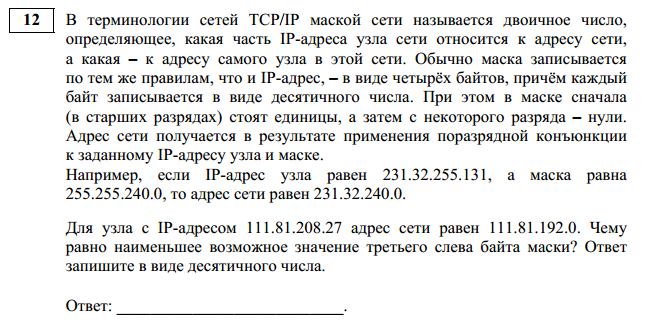 12 В терминологии сетей TCP/IP маской сети называется двоичное число,
определяющее, какая часть IP-адреса узла сети относится к адресу сети,
а какая – к адресу самого узла в этой сети. Обычно маска записывается
по тем же правилам, что и IP-адрес, – в виде четырёх байтов, причём каждый
байт записывается в виде десятичного числа. При этом в маске сначала
(в старших разрядах) стоят единицы, а затем с некоторого разряда – нули.
Адрес сети получается в результате применения поразрядной конъюнкции
к заданному IP-адресу узла и маске.
Например, если IP-адрес узла равен 231.32.255.131, а маска равна
255.255.240.0, то адрес сети равен 231.32.240.0.
Для узла с IP-адресом 111.81.208.27 адрес сети равен 111.81.192.0. Чему
равно наименьшее возможное значение третьего слева байта маски? Ответ
запишите в виде десятичного числа.
Ответ: ___________________________.